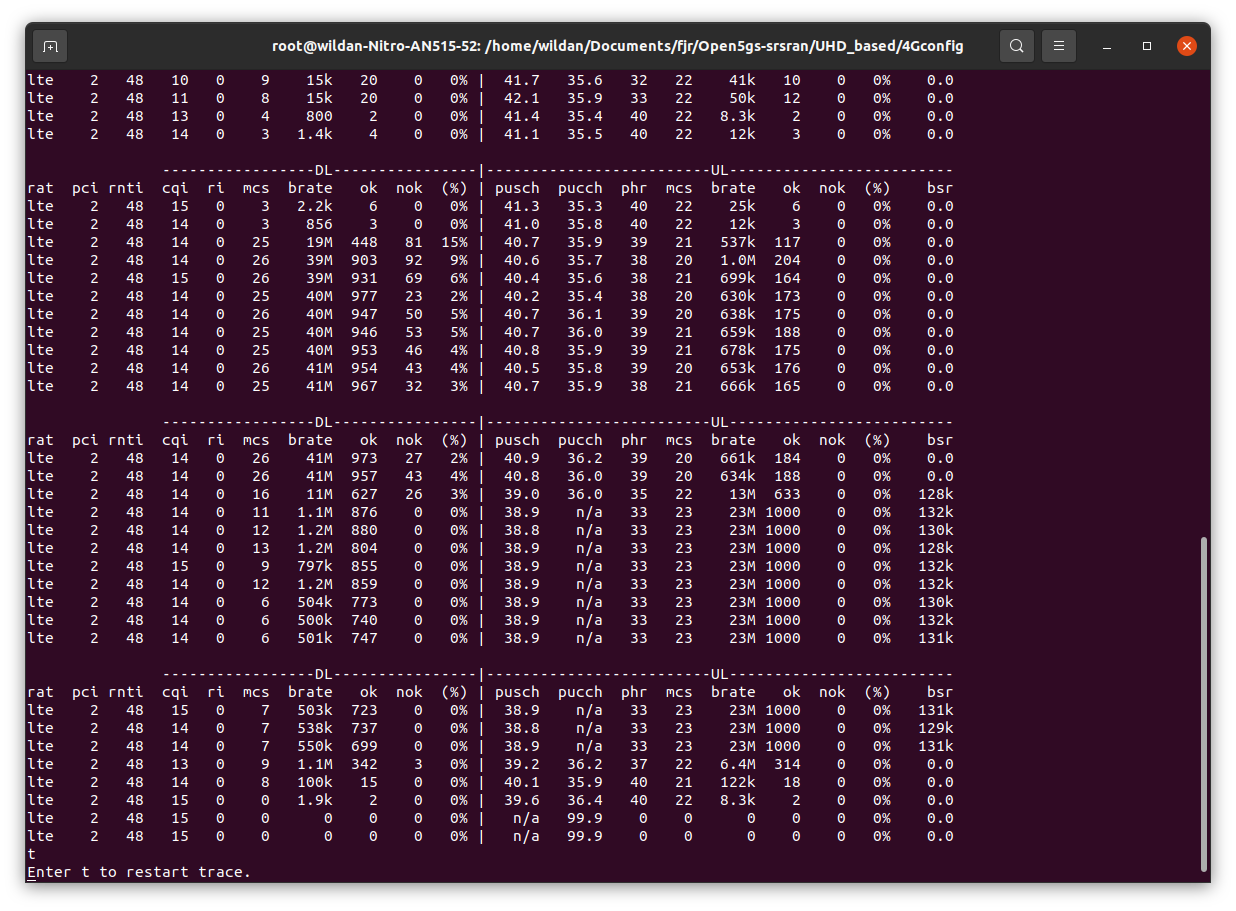 root@wildan-Nitro-AN515-52: /home/wildan/Documents/fjr/Open5gs-srsran/UHD_based/4Gconfig
lte    2   48   10   0    9    15k   20    0   0% |  41.7   35.6   32   22    41k   10    0   0%    0.0
lte    2   48   11   0    8    15k   20    0   0% |  42.1   35.9   33   22    50k   12    0   0%    0.0
lte    2   48   13   0    4    800    2    0   0% |  41.4   35.4   40   22   8.3k    2    0   0%    0.0
lte    2   48   14   0    3   1.4k    4    0   0% |  41.1   35.5   40   22    12k    3    0   0%    0.0
               -----------------DL----------------|-------------------------UL-------------------------
rat  pci rnti  cqi  ri  mcs  brate   ok  nok  (%) | pusch  pucch  phr  mcs  brate   ok  nok  (%)    bsr
lte    2   48   15   0    3   2.2k    6    0   0% |  41.3   35.3   40   22    25k    6    0   0%    0.0
lte    2   48   14   0    3    856    3    0   0% |  41.0   35.8   40   22    12k    3    0   0%    0.0
lte    2   48   14   0   25    19M  448   81  15% |  40.7   35.9   39   21   537k  117    0   0%    0.0
lte    2   48   14   0   26    39M  903   92   9% |  40.6   35.7   38   20   1.0M  204    0   0%    0.0
lte    2   48   15   0   26    39M  931   69   6% |  40.4   35.6   38   21   699k  164    0   0%    0.0
lte    2   48   14   0   25    40M  977   23   2% |  40.2   35.4   38   20   630k  173    0   0%    0.0
lte    2   48   14   0   26    40M  947   50   5% |  40.7   36.1   39   20   638k  175    0   0%    0.0
lte    2   48   14   0   25    40M  946   53   5% |  40.7   36.0   39   21   659k  188    0   0%    0.0
lte    2   48   14   0   25    40M  953   46   4% |  40.8   35.9   39   21   678k  175    0   0%    0.0
lte    2   48   14   0   26    41M  954   43   4% |  40.5   35.8   39   20   653k  176    0   0%    0.0
lte    2   48   14   0   25    41M  967   32   3% |  40.7   35.9   38   21   666k  165    0   0%    0.0
               -----------------DL----------------|-------------------------UL-------------------------
rat  pci rnti  cqi  ri  mcs  brate   ok  nok  (%) | pusch  pucch  phr  mcs  brate   ok  nok  (%)    bsr
lte    2   48   14   0   26    41M  973   27   2% |  40.9   36.2   39   20   661k  184    0   0%    0.0
lte    2   48   14   0   26    41M  957   43   4% |  40.8   36.0   39   20   634k  188    0   0%    0.0
lte    2   48   14   0   16    11M  627   26   3% |  39.0   36.0   35   22    13M  633    0   0%   128k
lte    2   48   14   0   11   1.1M  876    0   0% |  38.9    n/a   33   23    23M 1000    0   0%   132k
lte    2   48   14   0   12   1.2M  880    0   0% |  38.8    n/a   33   23    23M 1000    0   0%   130k
lte    2   48   14   0   13   1.2M  804    0   0% |  38.9    n/a   33   23    23M 1000    0   0%   128k
lte    2   48   15   0    9   797k  855    0   0% |  38.9    n/a   33   23    23M 1000    0   0%   132k
lte    2   48   14   0   12   1.2M  859    0   0% |  38.9    n/a   33   23    23M 1000    0   0%   132k
lte    2   48   14   0    6   504k  773    0   0% |  38.9    n/a   33   23    23M 1000    0   0%   130k
lte    2   48   14   0    6   500k  740    0   0% |  38.9    n/a   33   23    23M 1000    0   0%   132k
lte    2   48   14   0    6   501k  747    0   0% |  38.9    n/a   33   23    23M 1000    0   0%   131k
               -----------------DL----------------|-------------------------UL-------------------------
rat  pci rnti  cqi  ri  mcs  brate   ok  nok  (%) | pusch  pucch  phr  mcs  brate   ok  nok  (%)    bsr
lte    2   48   15   0    7   503k  723    0   0% |  38.9    n/a   33   23    23M 1000    0   0%   131k
lte    2   48   14   0    7   538k  737    0   0% |  38.8    n/a   33   23    23M 1000    0   0%   129k
lte    2   48   14   0    7   550k  699    0   0% |  38.9    n/a   33   23    23M 1000    0   0%   131k
lte    2   48   13   0    9   1.1M  342    3   0% |  39.2   36.2   37   22   6.4M  314    0   0%    0.0
lte    2   48   14   0    8   100k   15    0   0% |  40.1   35.9   40   21   122k   18    0   0%    0.0
lte    2   48   15   0    0   1.9k    2    0   0% |  39.6   36.4   40   22   8.3k    2    0   0%    0.0
lte    2   48   15   0    0      0    0    0   0% |   n/a   99.9    0    0      0    0    0   0%    0.0
lte    2   48   15   0    0      0    0    0   0% |   n/a   99.9    0    0      0    0    0   0%    0.0
t
Enter t to restart trace.